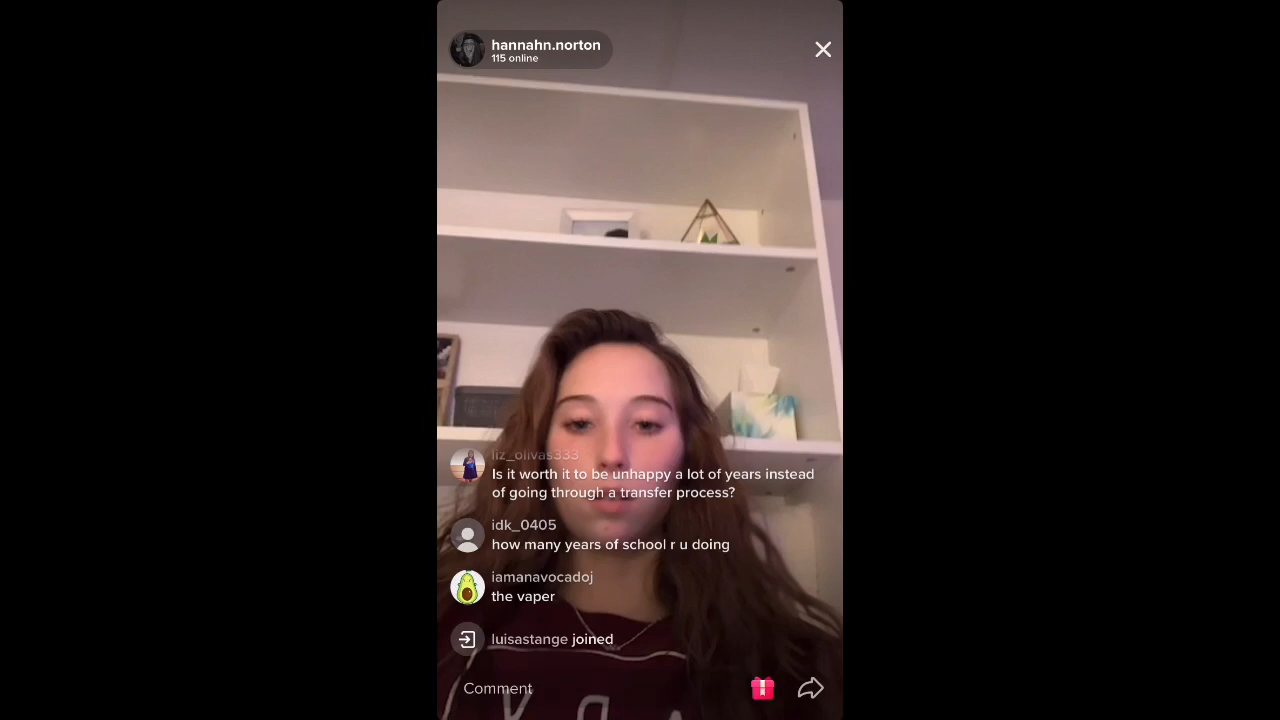 hannahn.norton
115 online
liz_olivas333
Is it worth it to be unhappy a lot of years instead
of going through a transfer process?
idk_0405
how many years of school r u doing
iamanavocadoj
the vaper
luisastange joined
Comment